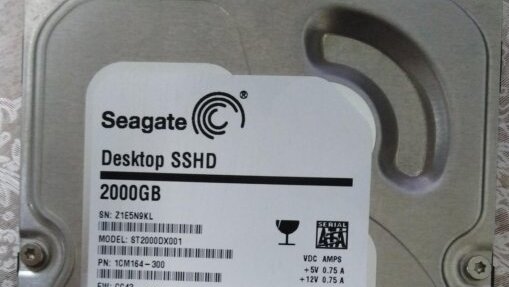 Seagate
Desktop SSHD
2000GB
SN: Z1E5N9KL
MODEL: ST2000DX001
SERIAL
SATA
VDC AMPS
PN: 1CM164-300
+5V 0.75 A
+12V 0.75 A